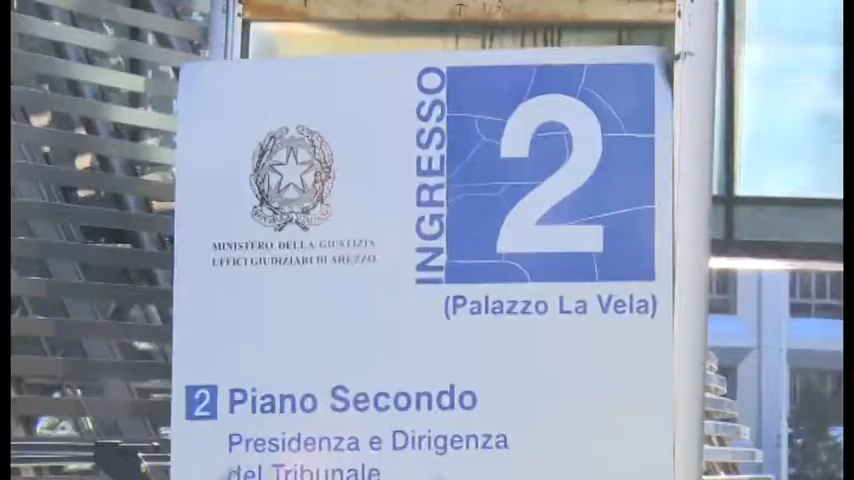 MINISTERO DELLA GIUSTIZIA
UFFICI GIUDIZIARI DI AREZZO
INGRESSO
2
(Palazzo La Vela)
2 Piano Secondo
Presidenza e Dirigenza
del Tribunale